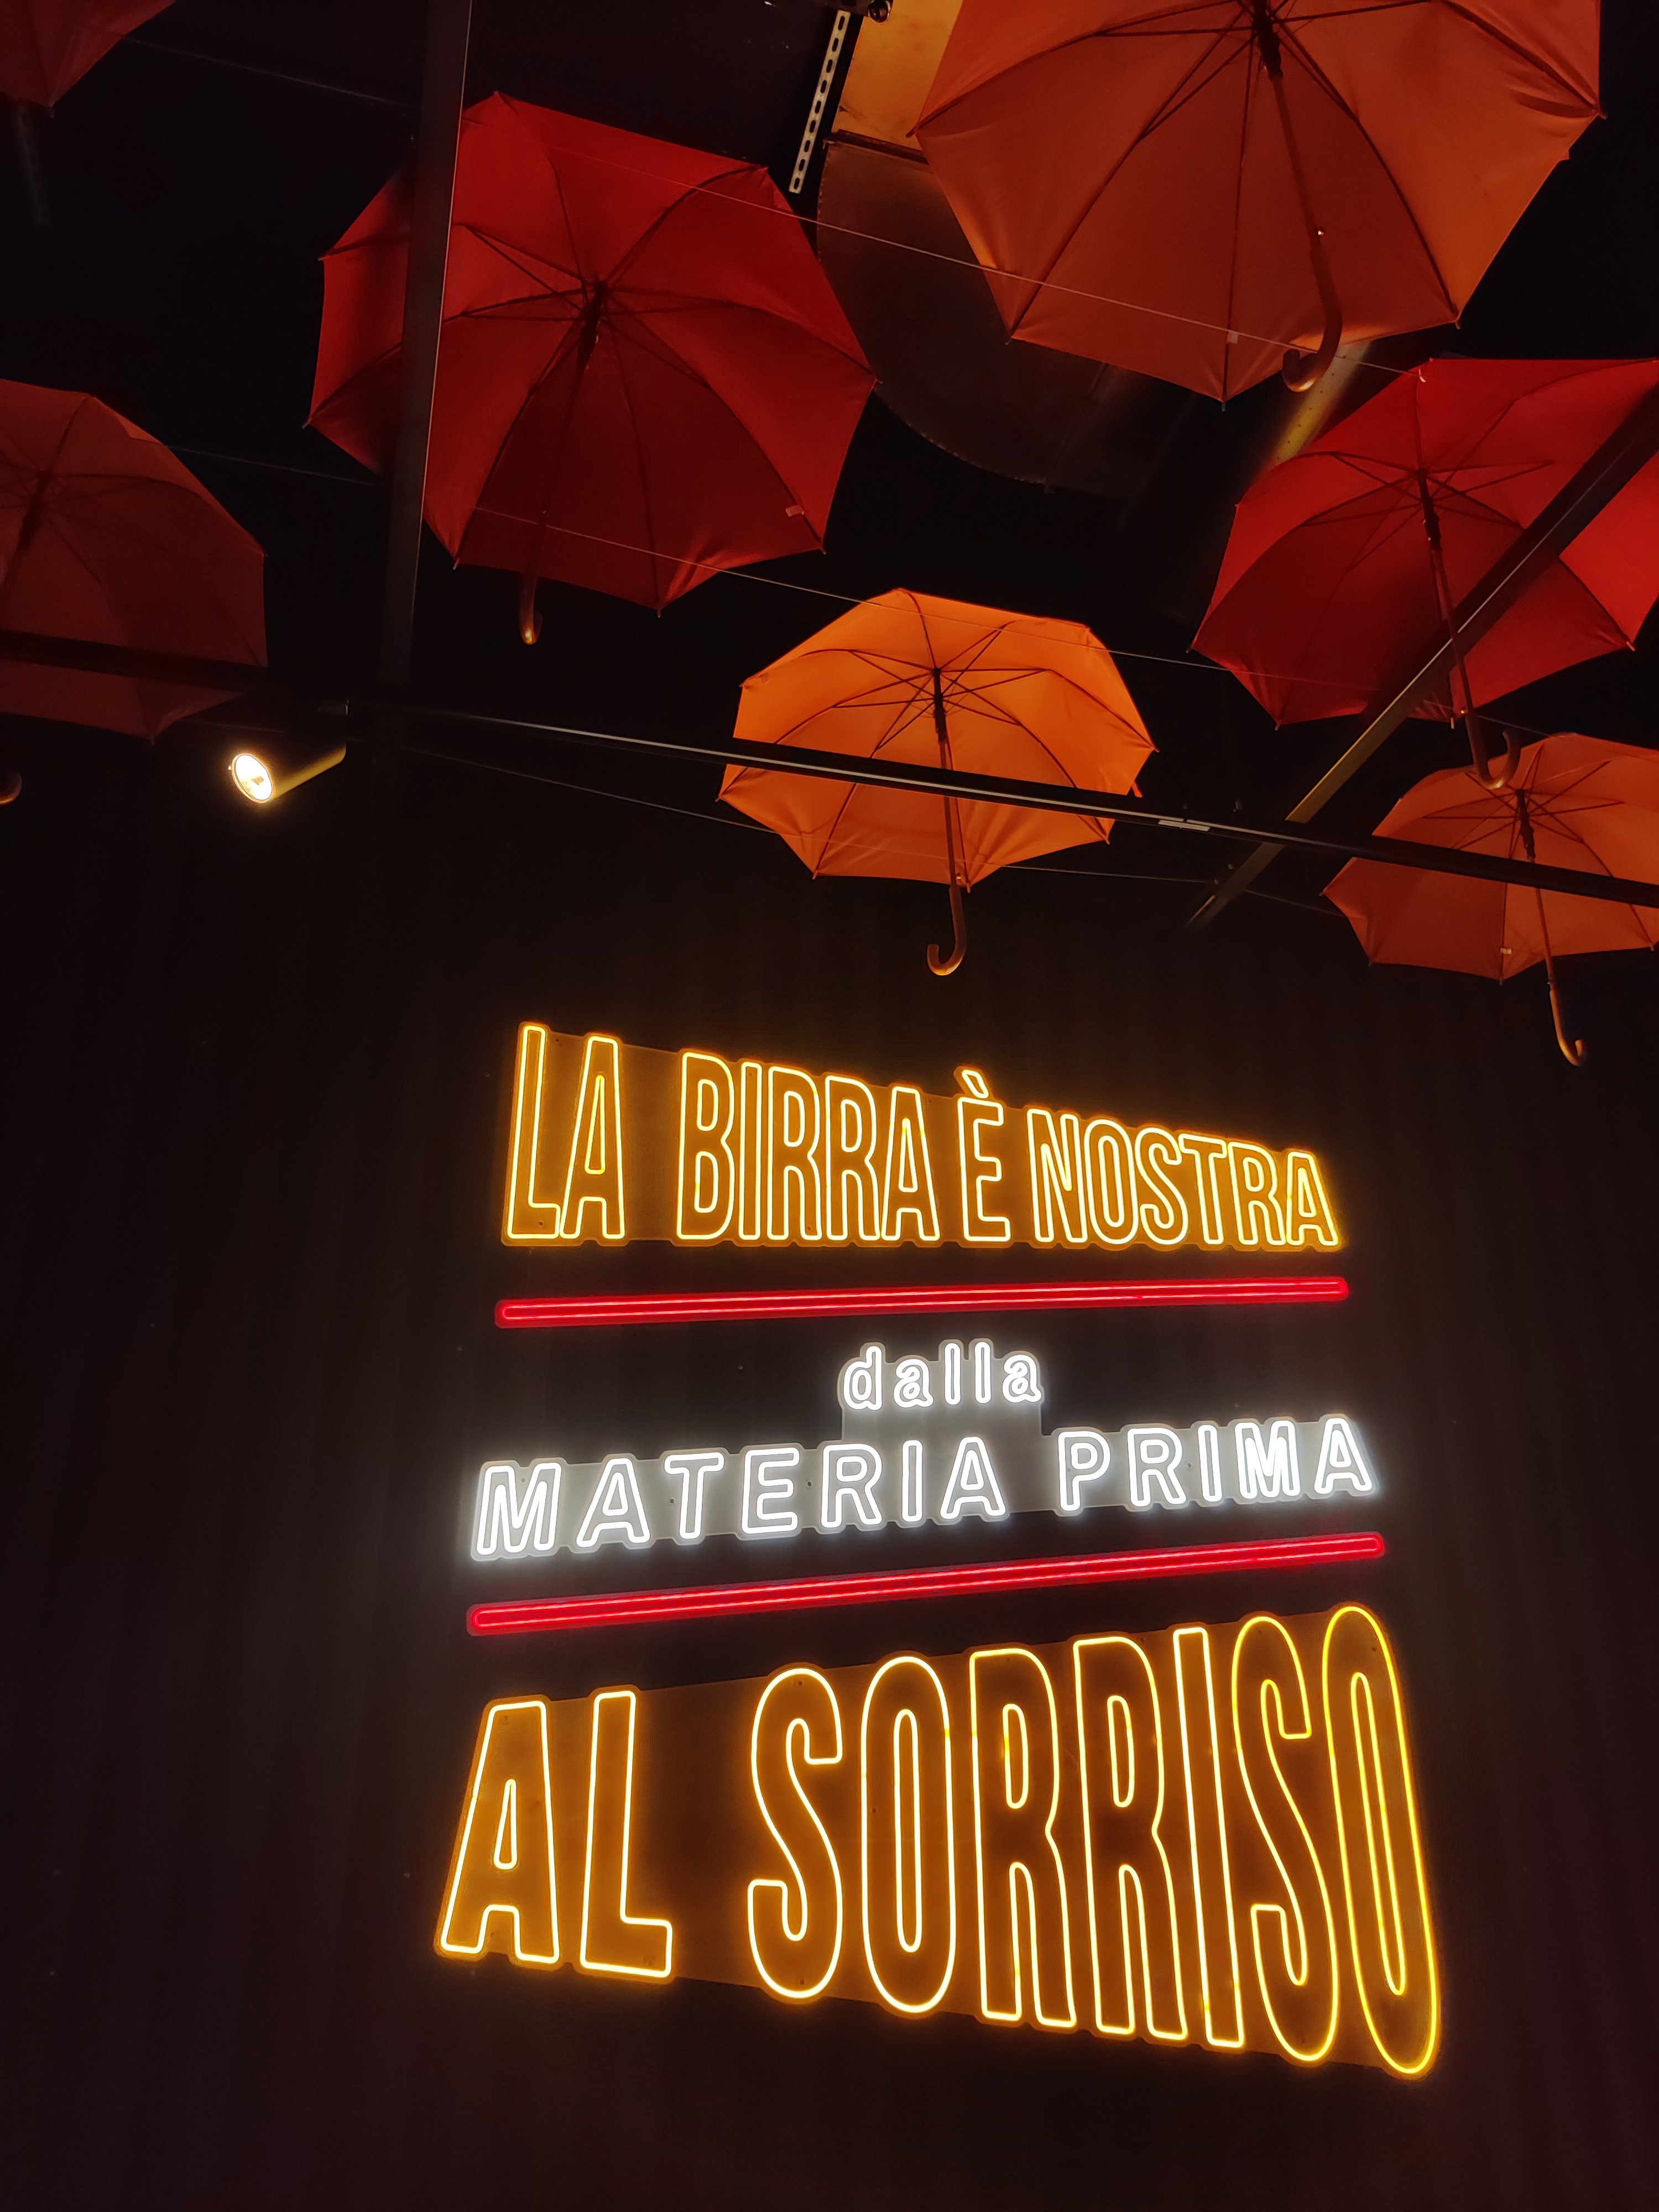 LA BIRRA È NOSTRA
dalla
MATERIA PRIMA
AL SORRISO